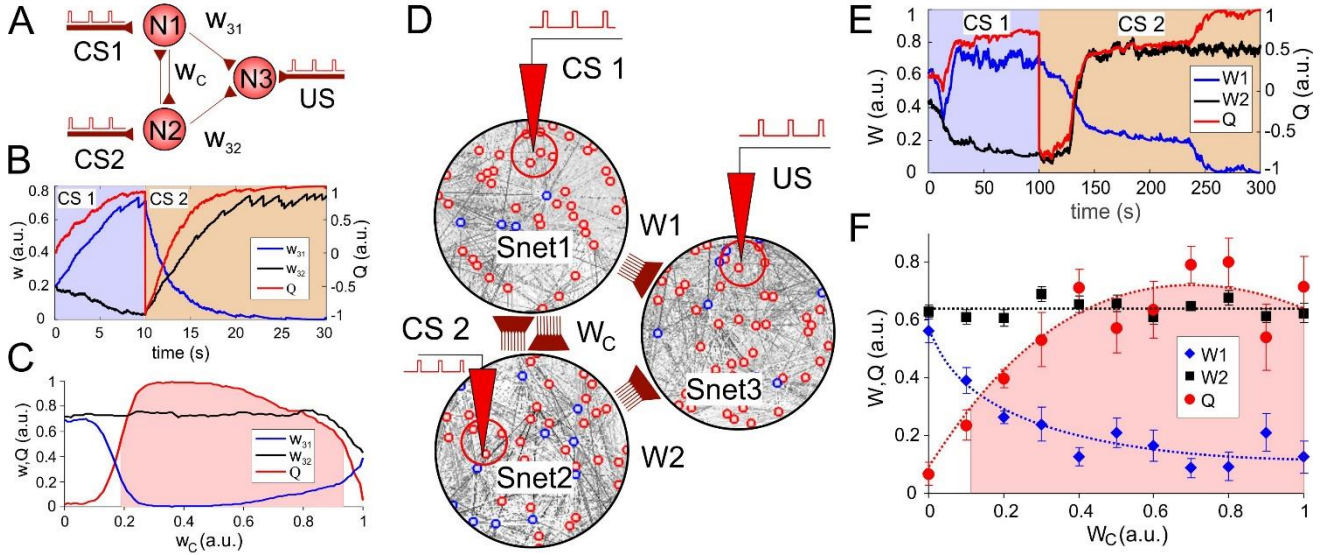 A
N1
w₃₁
CS1
w_C
N3
US
CS2
N2
w₃₂
B
CS 1
CS 2
w (a.u.)
0.8
0.6
0.4
0.2
0
Q (a.u.)
1
0.5
0
-0.5
-1
w₃₁
w₃₂
Q
0 5 10 15 20 25 30
time (s)
C
w,Q (a.u.)
1
0.8
0.6
0.4
0.2
0
w₃₁
w₃₂
Q
0 0.2 0.4 0.6 0.8 1
w_C (a.u.)
D
CS 1
US
Snet1
W1
CS 2
W_C
Snet3
Snet2
W2
E
CS 1
CS 2
W (a.u.)
1
0.8
0.6
0.4
0.2
0
Q (a.u.)
1
0.5
0
-0.5
-1
W1
W2
Q
0 50 100 150 200 250 300
time (s)
F
W,Q (a.u.)
0.8
0.6
0.4
0.2
0
W1
W2
Q
0 0.2 0.4 0.6 0.8 1
W_C (a.u.)